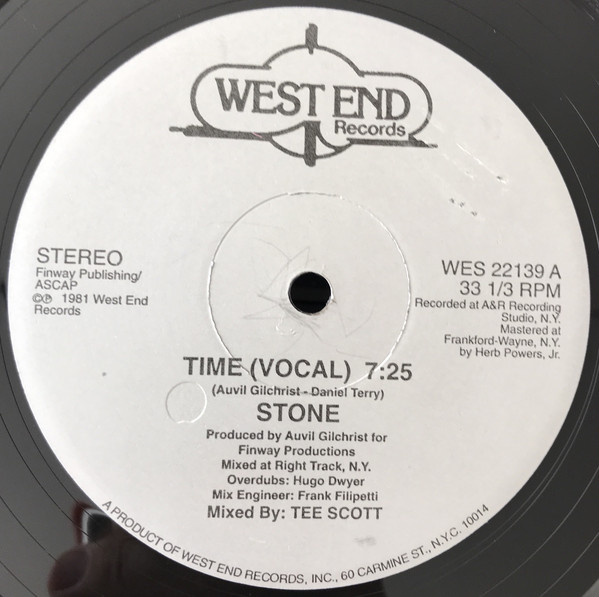 WEST END
Records
STEREO
Finway Publishing/
ASCAP
©℗ 1981 West End
Records
WES 22139 A
33 1/3 RPM
Recorded at A&R Recording
Studio, N.Y.
Mastered at
Frankford-Wayne, N.Y.
by Herb Powers, Jr.
TIME (VOCAL) 7:25
(Auvil Gilchrist - Daniel Terry)
STONE
Produced by Auvil Gilchrist for
Finway Productions
Mixed at Right Track, N.Y.
Overdubs: Hugo Dwyer
Mix Engineer: Frank Filipetti
Mixed By: TEE SCOTT
A PRODUCT OF WEST END RECORDS, INC., 60 CARMINE ST., N.Y.C. 10014